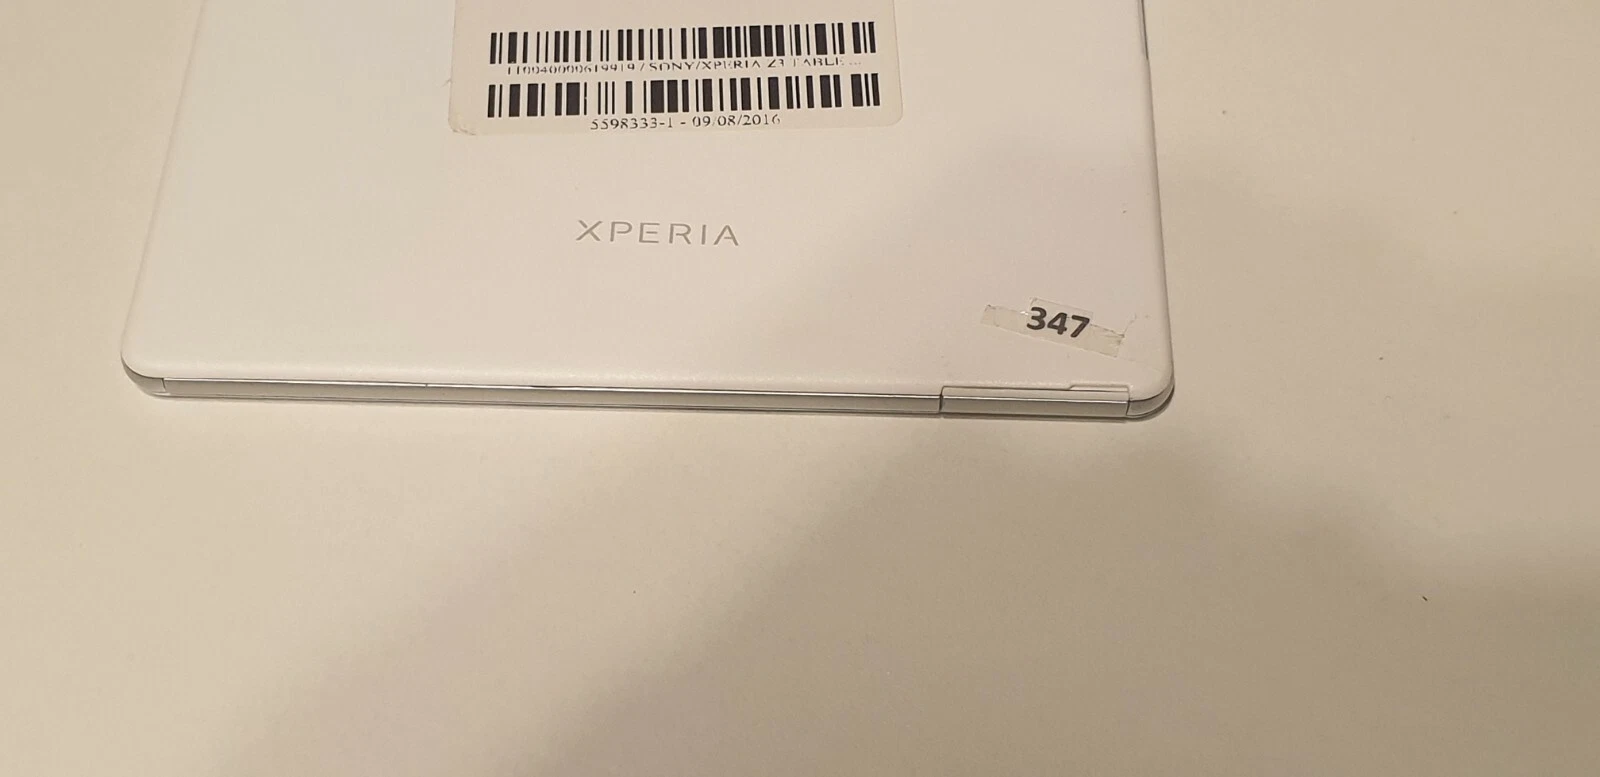 1100400006199197SONY/XPERIA Z3 TABLE ...
5598333-1 - 09/08/2016
XPERIA
347